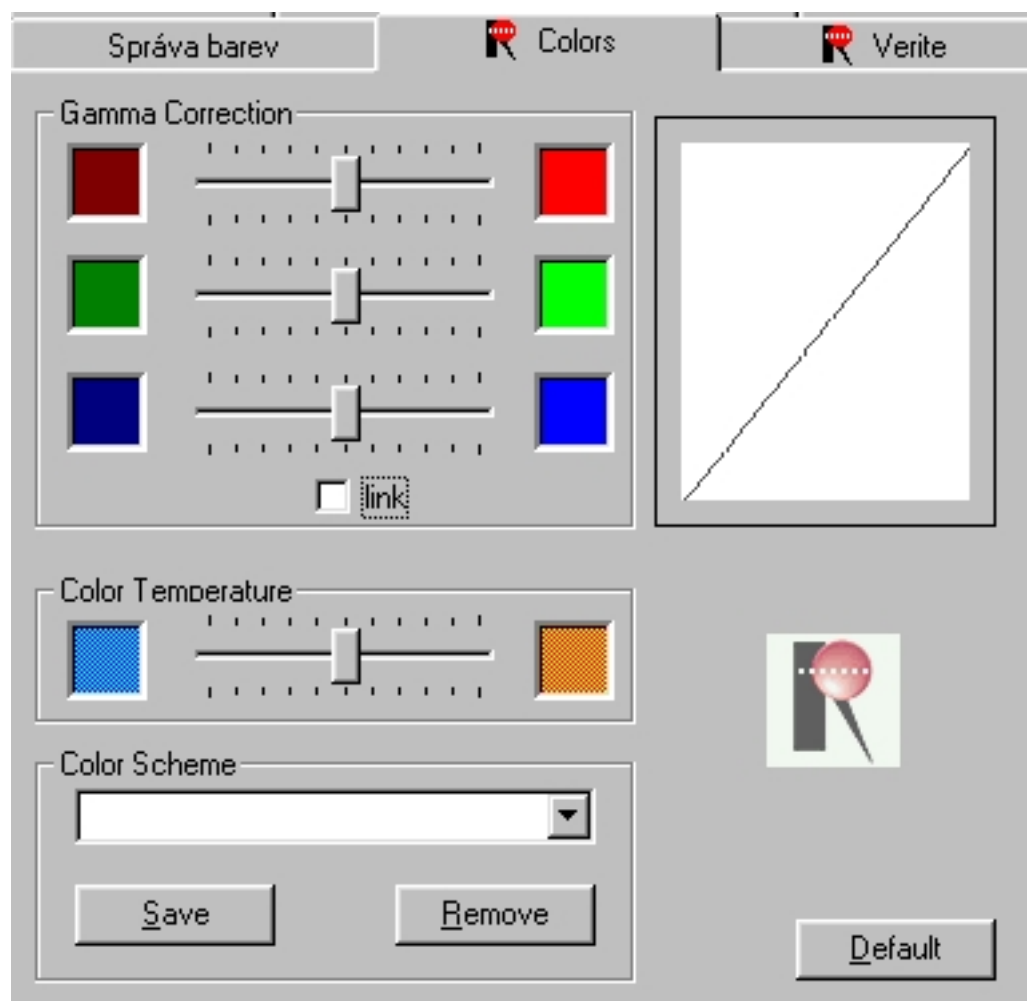 Správa barev
Colors
Verite
Gamma Correction
link
Color Temperature
Color Scheme
Save
Remove
Default